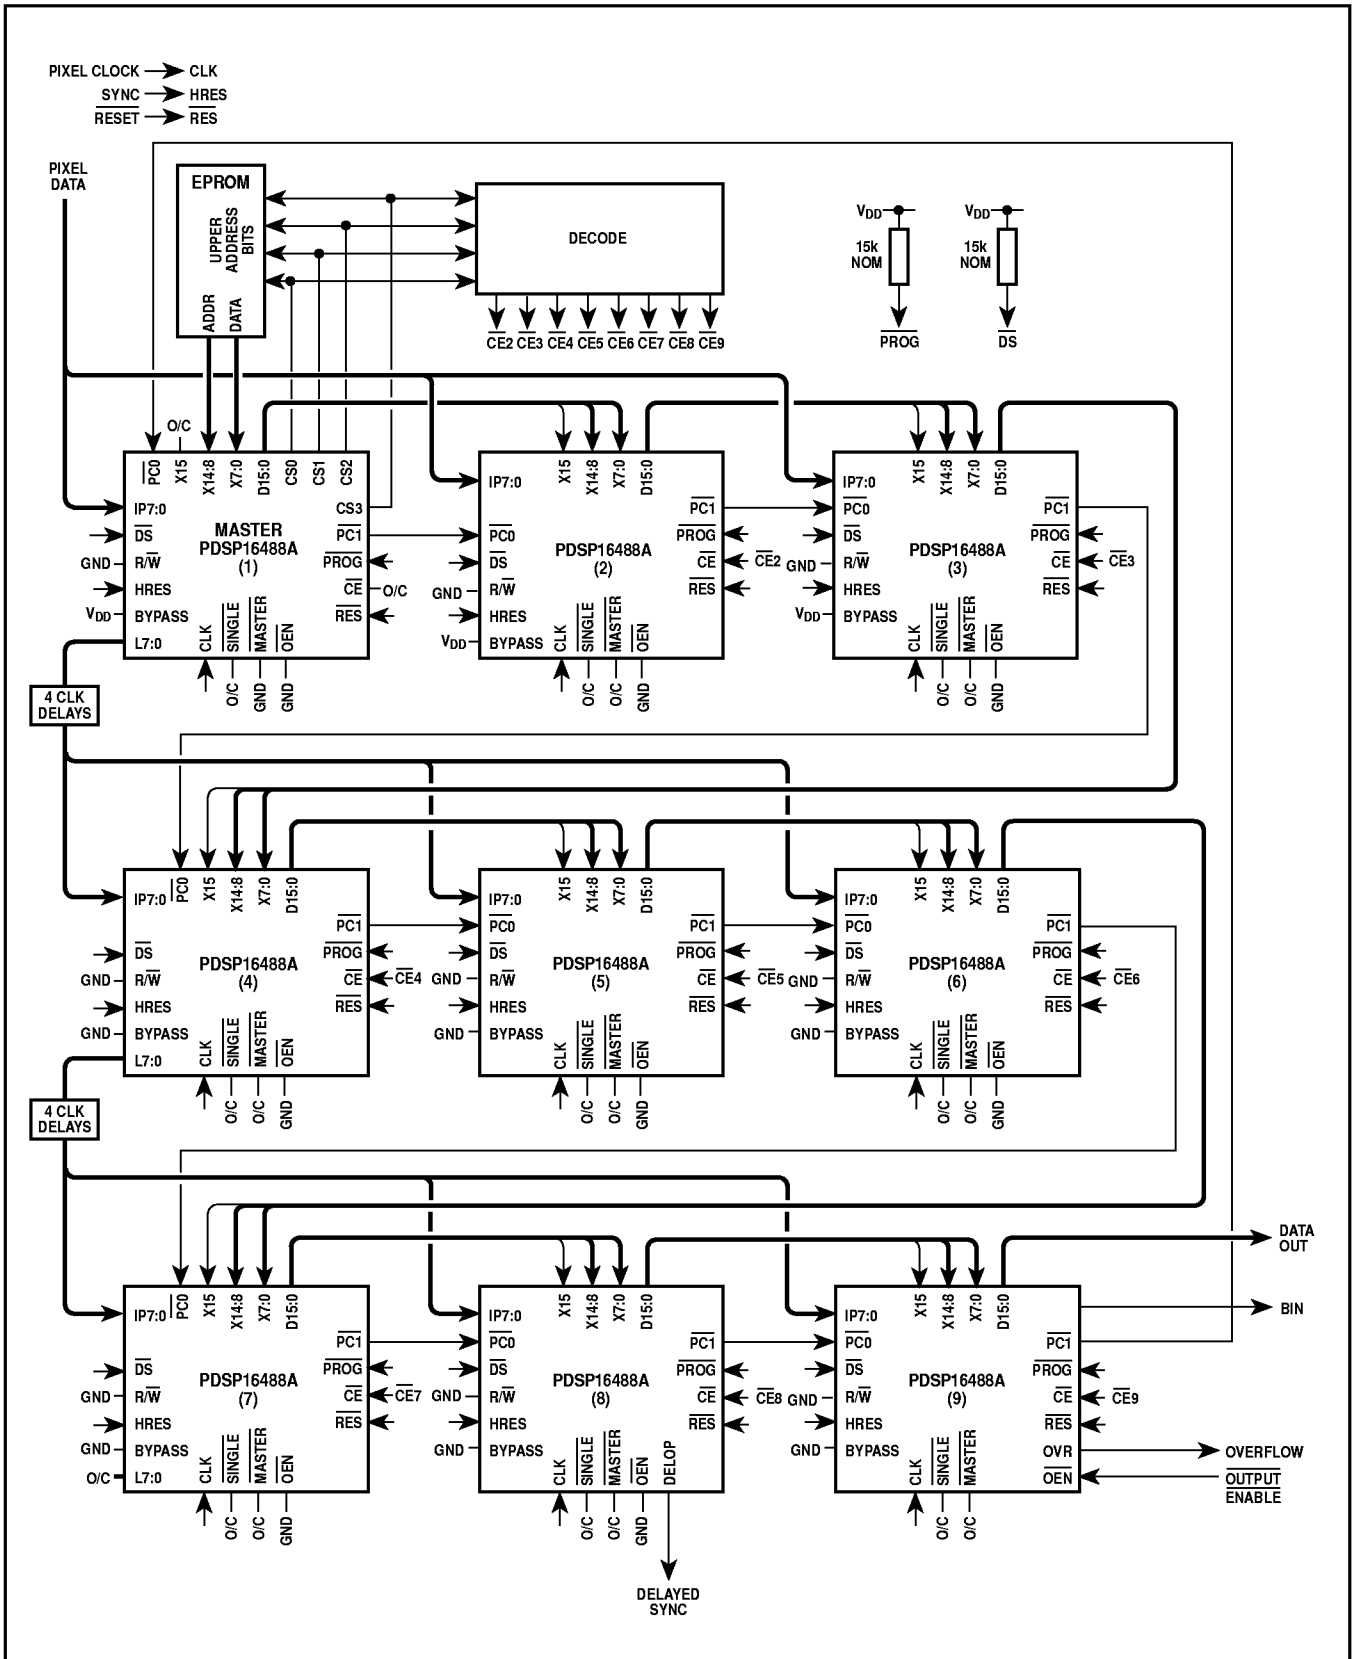 PIXEL CLOCK CLK
SYNC HRES
RESET RES
PIXEL
DATA
EPROM
UPPER
ADDRESS
BITS
ADDR
DATA
DECODE
CE2 CE3 CE4 CE5 CE6 CE7 CE8 CE9
VDD
15k
NOM
PROG
VDD
15k
NOM
DS
O/C
PC0 X15 X14:8 X7:0 D15:0 CS0 CS1 CS2
IP7:0
CS3
DS
PC1
MASTER
PDSP16488A
(1)
GND R/W
PROG
HRES
CE O/C
VDD BYPASS
RES
L7:0
CLK SINGLE MASTER OEN
O/C GND GND
X15 X14:8 X7:0 D15:0
IP7:0
PC1
PC0
PROG
DS
PDSP16488A
(2)
CE CE2
GND R/W
RES
HRES
VDD BYPASS
CLK SINGLE MASTER OEN
O/C O/C GND
X15 X14:8 X7:0 D15:0
IP7:0
PC0
PC1
DS
PROG
PDSP16488A
(3)
GND R/W
CE CE3
HRES
RES
VDD BYPASS
CLK SINGLE MASTER OEN
O/C O/C GND
4 CLK
DELAYS
IP7:0 PC0 X15 X14:8 X7:0 D15:0
PC1
DS
PROG
PDSP16488A
(4)
GND R/W
CE CE4
HRES
RES
GND BYPASS
L7:0
CLK SINGLE MASTER OEN
O/C O/C GND
X15 X14:8 X7:0 D15:0
IP7:0
PC0
PC1
DS
PROG
PDSP16488A
(5)
GND R/W
CE CE5
HRES
RES
GND BYPASS
CLK SINGLE MASTER OEN
O/C O/C GND
X15 X14:8 X7:0 D15:0
IP7:0
PC0
PC1
DS
PROG
PDSP16488A
(6)
GND R/W
CE CE6
HRES
RES
GND BYPASS
CLK SINGLE MASTER OEN
O/C O/C GND
4 CLK
DELAYS
IP7:0 PC0 X15 X14:8 X7:0 D15:0
PC1
DS
PROG
PDSP16488A
(7)
GND R/W
CE CE7
HRES
RES
GND BYPASS
O/C L7:0
CLK SINGLE MASTER OEN
O/C O/C GND
X15 X14:8 X7:0 D15:0
IP7:0
PC0
PC1
DS
PROG
PDSP16488A
(8)
GND R/W
CE CE8
HRES
RES
GND BYPASS
CLK SINGLE MASTER OEN DELOP
O/C O/C GND
DELAYED
SYNC
X15 X14:8 X7:0 D15:0
DATA
OUT
IP7:0
BIN
PC0
PC1
DS
PROG
PDSP16488A
(9)
GND R/W
CE CE9
HRES
RES
GND BYPASS
OVR OVERFLOW
OEN OUTPUT
ENABLE
CLK SINGLE MASTER
O/C O/C